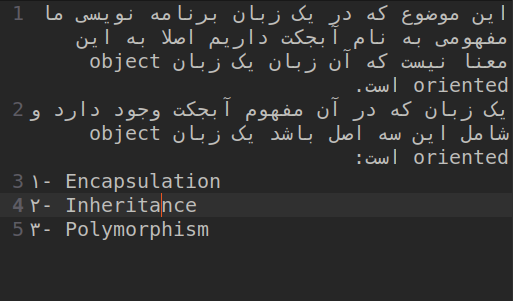 1 این موضوع که در یک زبان برنامه نویسی ما
مفهومی به نام آبجکت داریم اصلا به این
معنا نیست که آن زبان یک زبان object
oriented است.
2 یک زبان که در آن مفهوم آبجکت وجود دارد و
شامل این سه اصل باشد یک زبان object
oriented است:
3 ۱- Encapsulation
4 ۲- Inheritance
5 ۳- Polymorphism